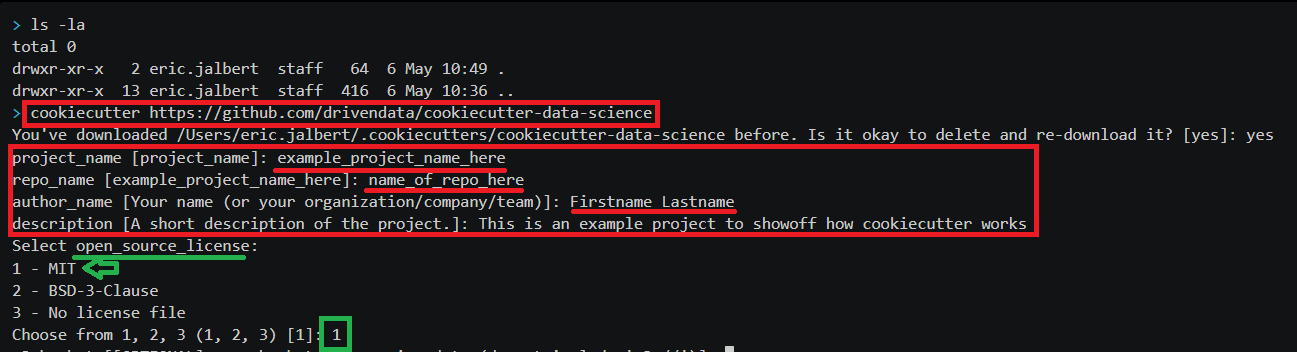 > ls -la
total 0
drwxr-xr-x   2 eric.jalbert  staff   64  6 May 10:49 .
drwxr-xr-x  13 eric.jalbert  staff  416  6 May 10:36 ..
> cookiecutter https://github.com/drivendata/cookiecutter-data-science
You've downloaded /Users/eric.jalbert/.cookiecutters/cookiecutter-data-science before. Is it okay to delete and re-download it? [yes]: yes
project_name [project_name]: example_project_name_here
repo_name [example_project_name_here]: name_of_repo_here
author_name [Your name (or your organization/company/team)]: Firstname Lastname
description [A short description of the project.]: This is an example project to showoff how cookiecutter works
Select open_source_license:
1 - MIT
2 - BSD-3-Clause
3 - No license file
Choose from 1, 2, 3 (1, 2, 3) [1]: 1